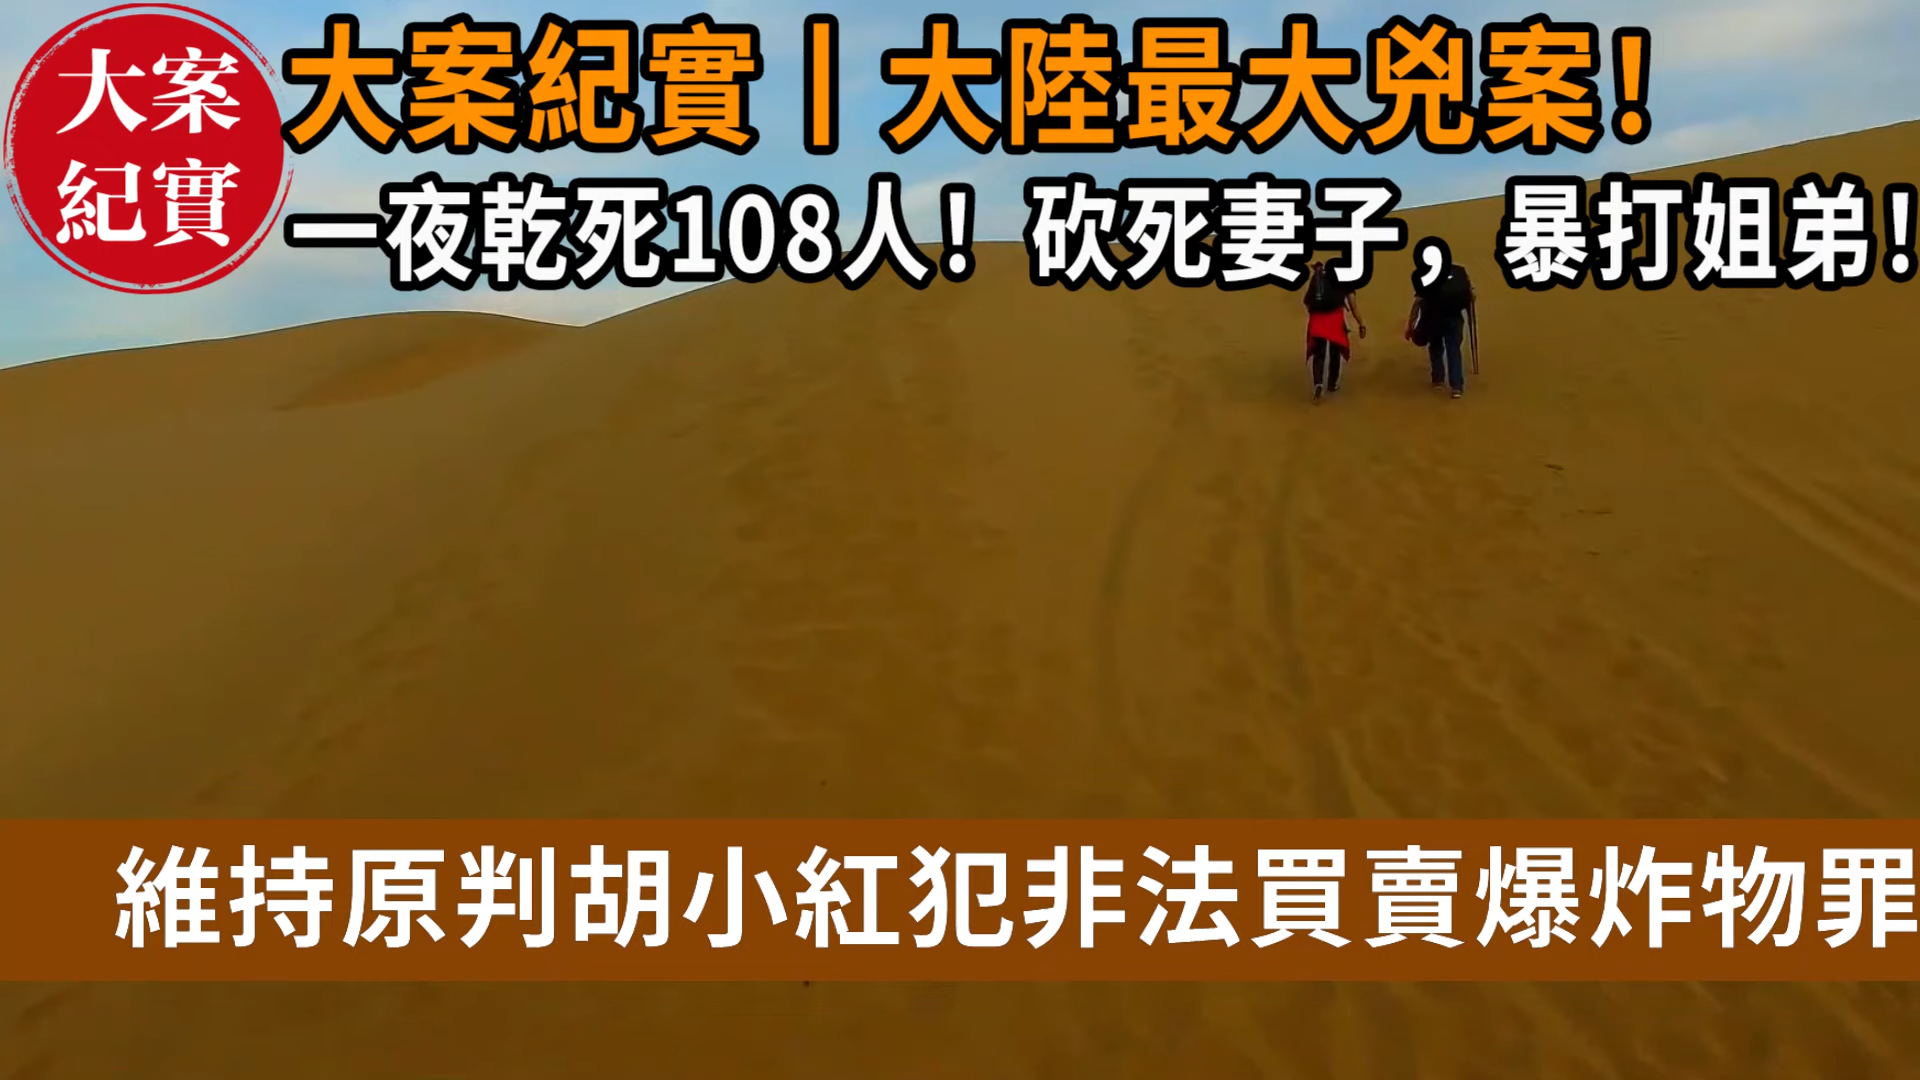 大案
紀實
大案紀實丨大陸最大兇案！
一夜乾死108人！砍死妻子，暴打姐弟！
維持原判胡小紅犯非法買賣爆炸物罪